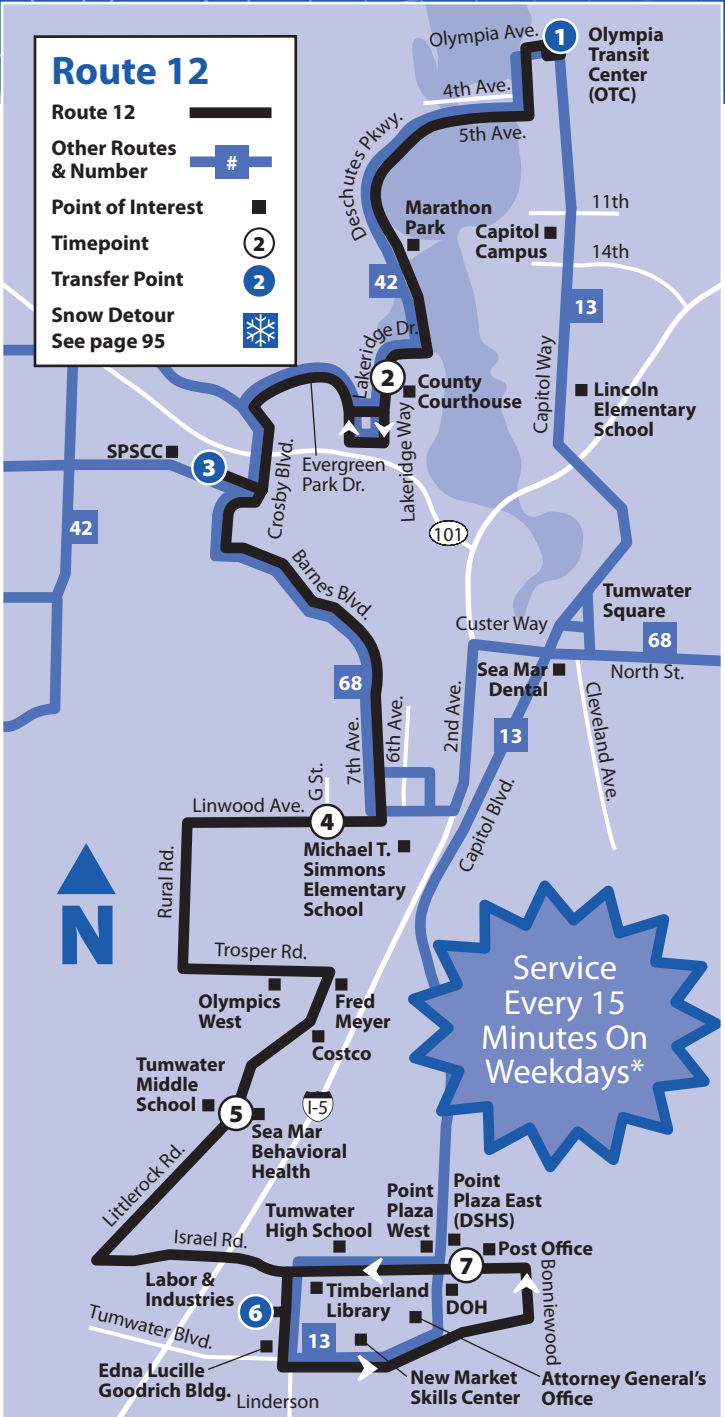 Route 12
Route 12
Other Routes
& Number
#
Point of Interest
Timepoint
2
Transfer Point
2
Snow Detour
See page 95
Olympia Ave.
1
Olympia
Transit
Center
(OTC)
4th Ave.
5th Ave.
Deschutes Pkwy.
Marathon
Park
Capitol
Campus
11th
14th
42
13
Lakeridge Dr.
2
County
Courthouse
Capitol Way
Lincoln
Elementary
School
SPSCC
3
Crosby Blvd.
Evergreen
Park Dr.
Lakeridge Way
101
42
Barnes Blvd.
Tumwater
Square
Custer Way
68
North St.
Sea Mar
Dental
68
7th Ave.
6th Ave.
2nd Ave.
13
Cleveland Ave.
Capitol Blvd.
G St.
Linwood Ave.
4
Michael T.
Simmons
Elementary
School
Rural Rd.
N
Trosper Rd.
Olympics
West
Fred
Meyer
Costco
Service
Every 15
Minutes On
Weekdays*
Tumwater
Middle
School
5
Sea Mar
Behavioral
Health
I-5
Littlerock Rd.
Israel Rd.
Tumwater
High School
Point
Plaza
West
Point
Plaza East
(DSHS)
7
Post Office
Bonniewood
Labor &
Industries
6
Timberland
Library
DOH
Tumwater Blvd.
13
Edna Lucille
Goodrich Bldg.
Linderson
New Market
Skills Center
Attorney General's
Office